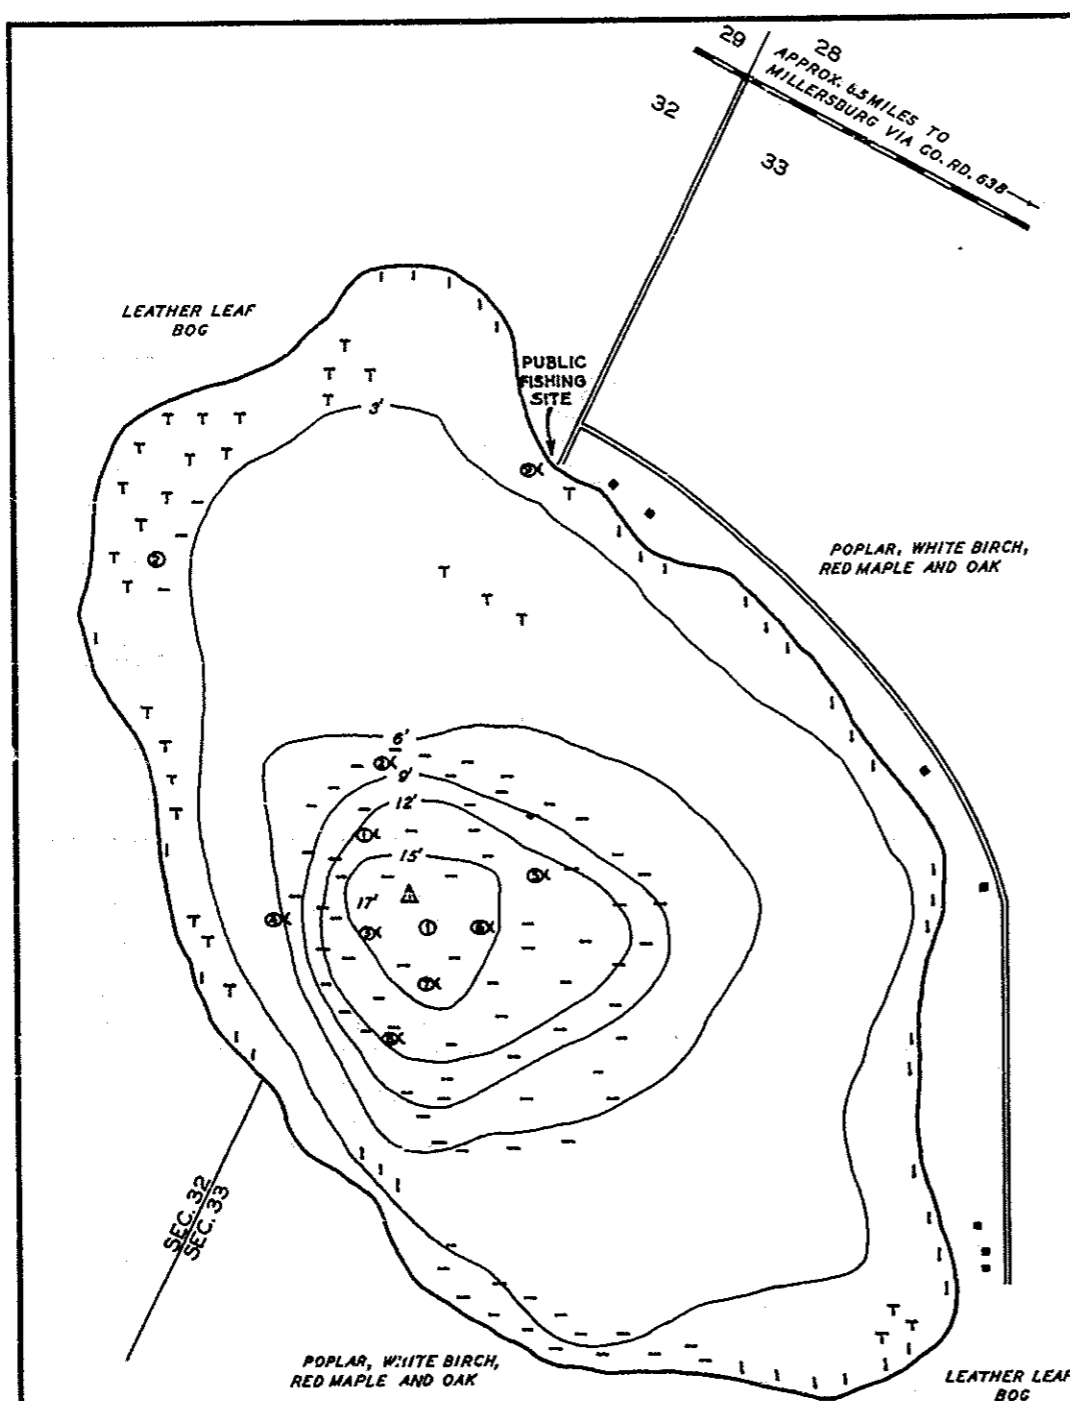 29
28
APPROX. 6.5 MILES TO
MILLERSBURG VIA CO. RD. 638
32
33
LEATHER LEAF
BOG
PUBLIC
FISHING
SITE
3'
POPLAR, WHITE BIRCH,
RED MAPLE AND OAK
6'
9'
12'
15'
17'
SEC. 32
SEC. 33
POPLAR, WHITE BIRCH,
RED MAPLE AND OAK
LEATHER LEAF
BOG